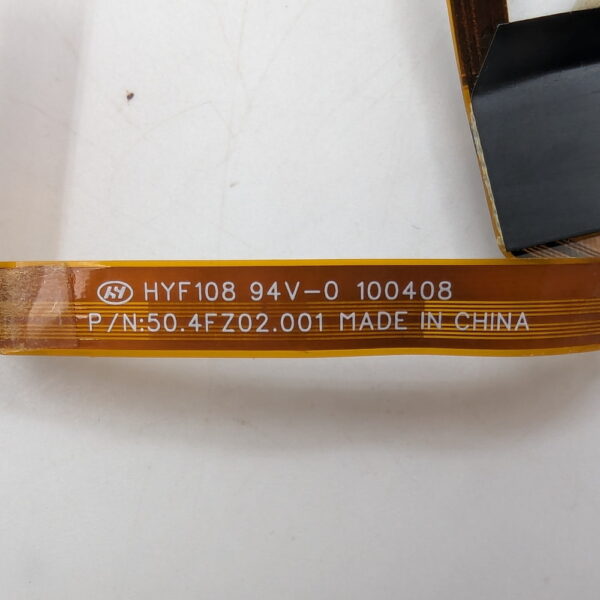 HYF108 94V-0 100408
P/N:50.4FZ02.001 MADE IN CHINA